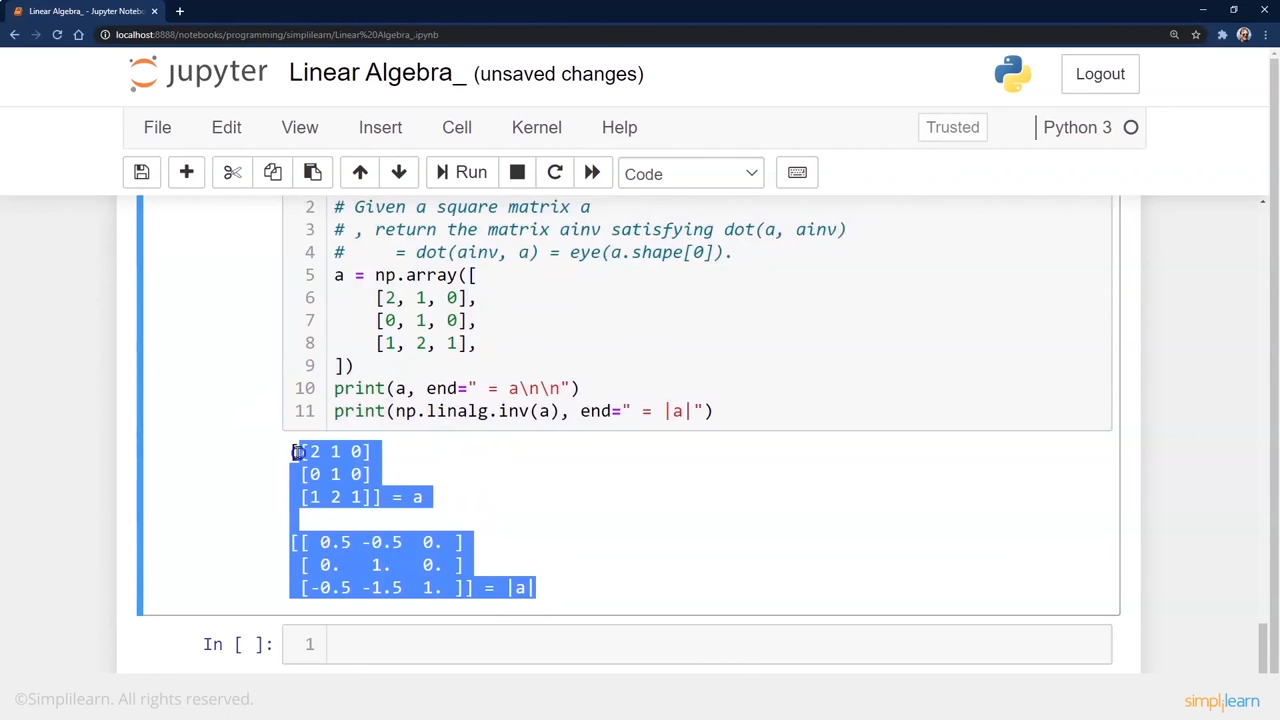 Linear Algebra_ - Jupyter Notebo
localhost:8888/notebooks/programming/simplilearn/Linear%20Algebra_.ipynb
jupyter Linear Algebra_ (unsaved changes) Logout
File Edit View Insert Cell Kernel Help Trusted Python 3
Run Code
2 # Given a square matrix a
3 # , return the matrix ainv satisfying dot(a, ainv)
4 #     = dot(ainv, a) = eye(a.shape[0]).
5 a = np.array([
6     [2, 1, 0],
7     [0, 1, 0],
8     [1, 2, 1],
9 ])
10 print(a, end=" = a\n\n")
11 print(np.linalg.inv(a), end=" = |a|")
[[2 1 0]
[0 1 0]
[1 2 1]] = a
[[ 0.5 -0.5  0. ]
[ 0.   1.   0. ]
[-0.5 -1.5  1. ]] = |a|
In [ ]: 1
©Simplilearn. All rights reserved.
simplilearn